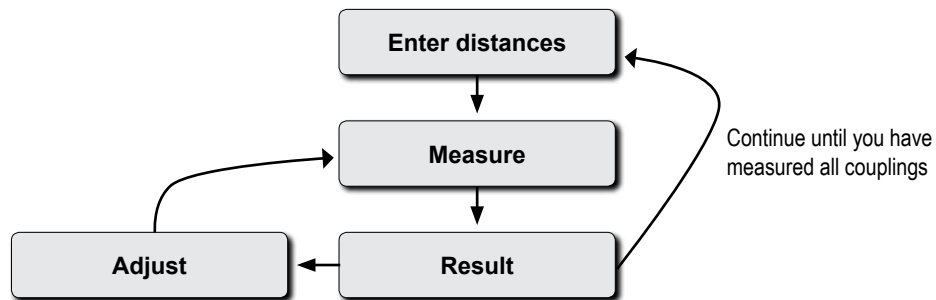 Enter distances
Measure
Continue until you have
measured all couplings
Adjust
Result